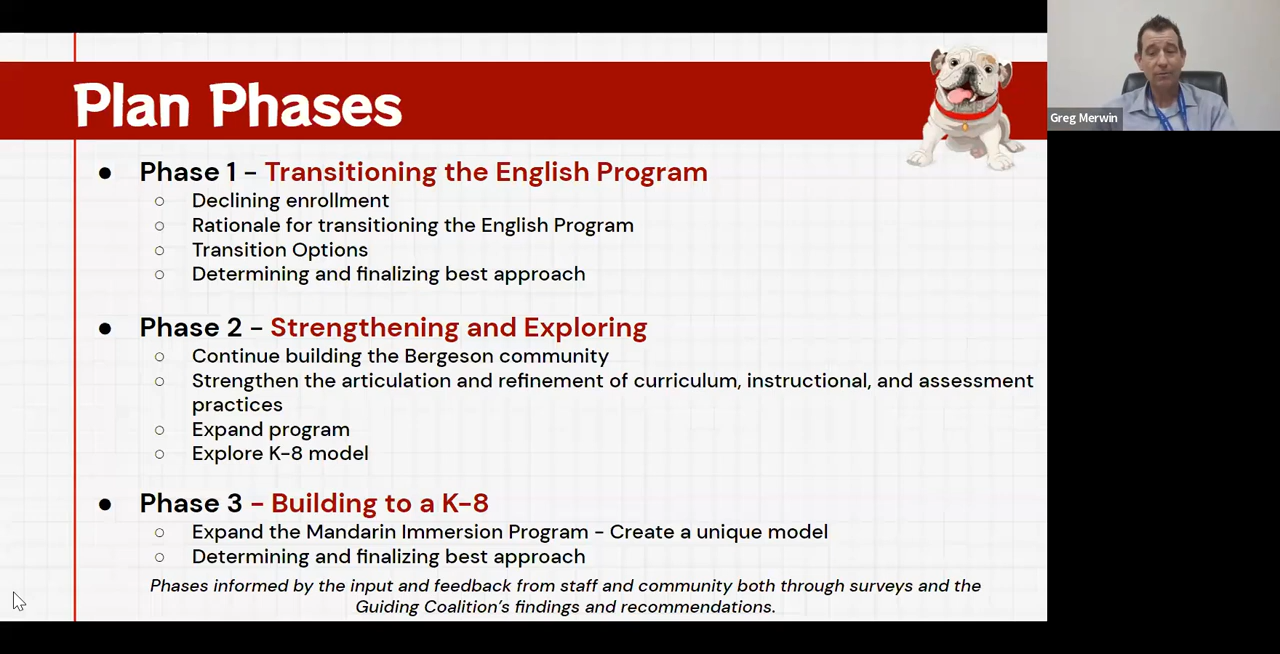 Plan Phases
Greg Merwin
● Phase 1 - Transitioning the English Program
○ Declining enrollment
○ Rationale for transitioning the English Program
○ Transition Options
○ Determining and finalizing best approach
● Phase 2 - Strengthening and Exploring
○ Continue building the Bergeson community
○ Strengthen the articulation and refinement of curriculum, instructional, and assessment
practices
○ Expand program
○ Explore K-8 model
● Phase 3 - Building to a K-8
○ Expand the Mandarin Immersion Program - Create a unique model
○ Determining and finalizing best approach
Phases informed by the input and feedback from staff and community both through surveys and the
Guiding Coalition's findings and recommendations.